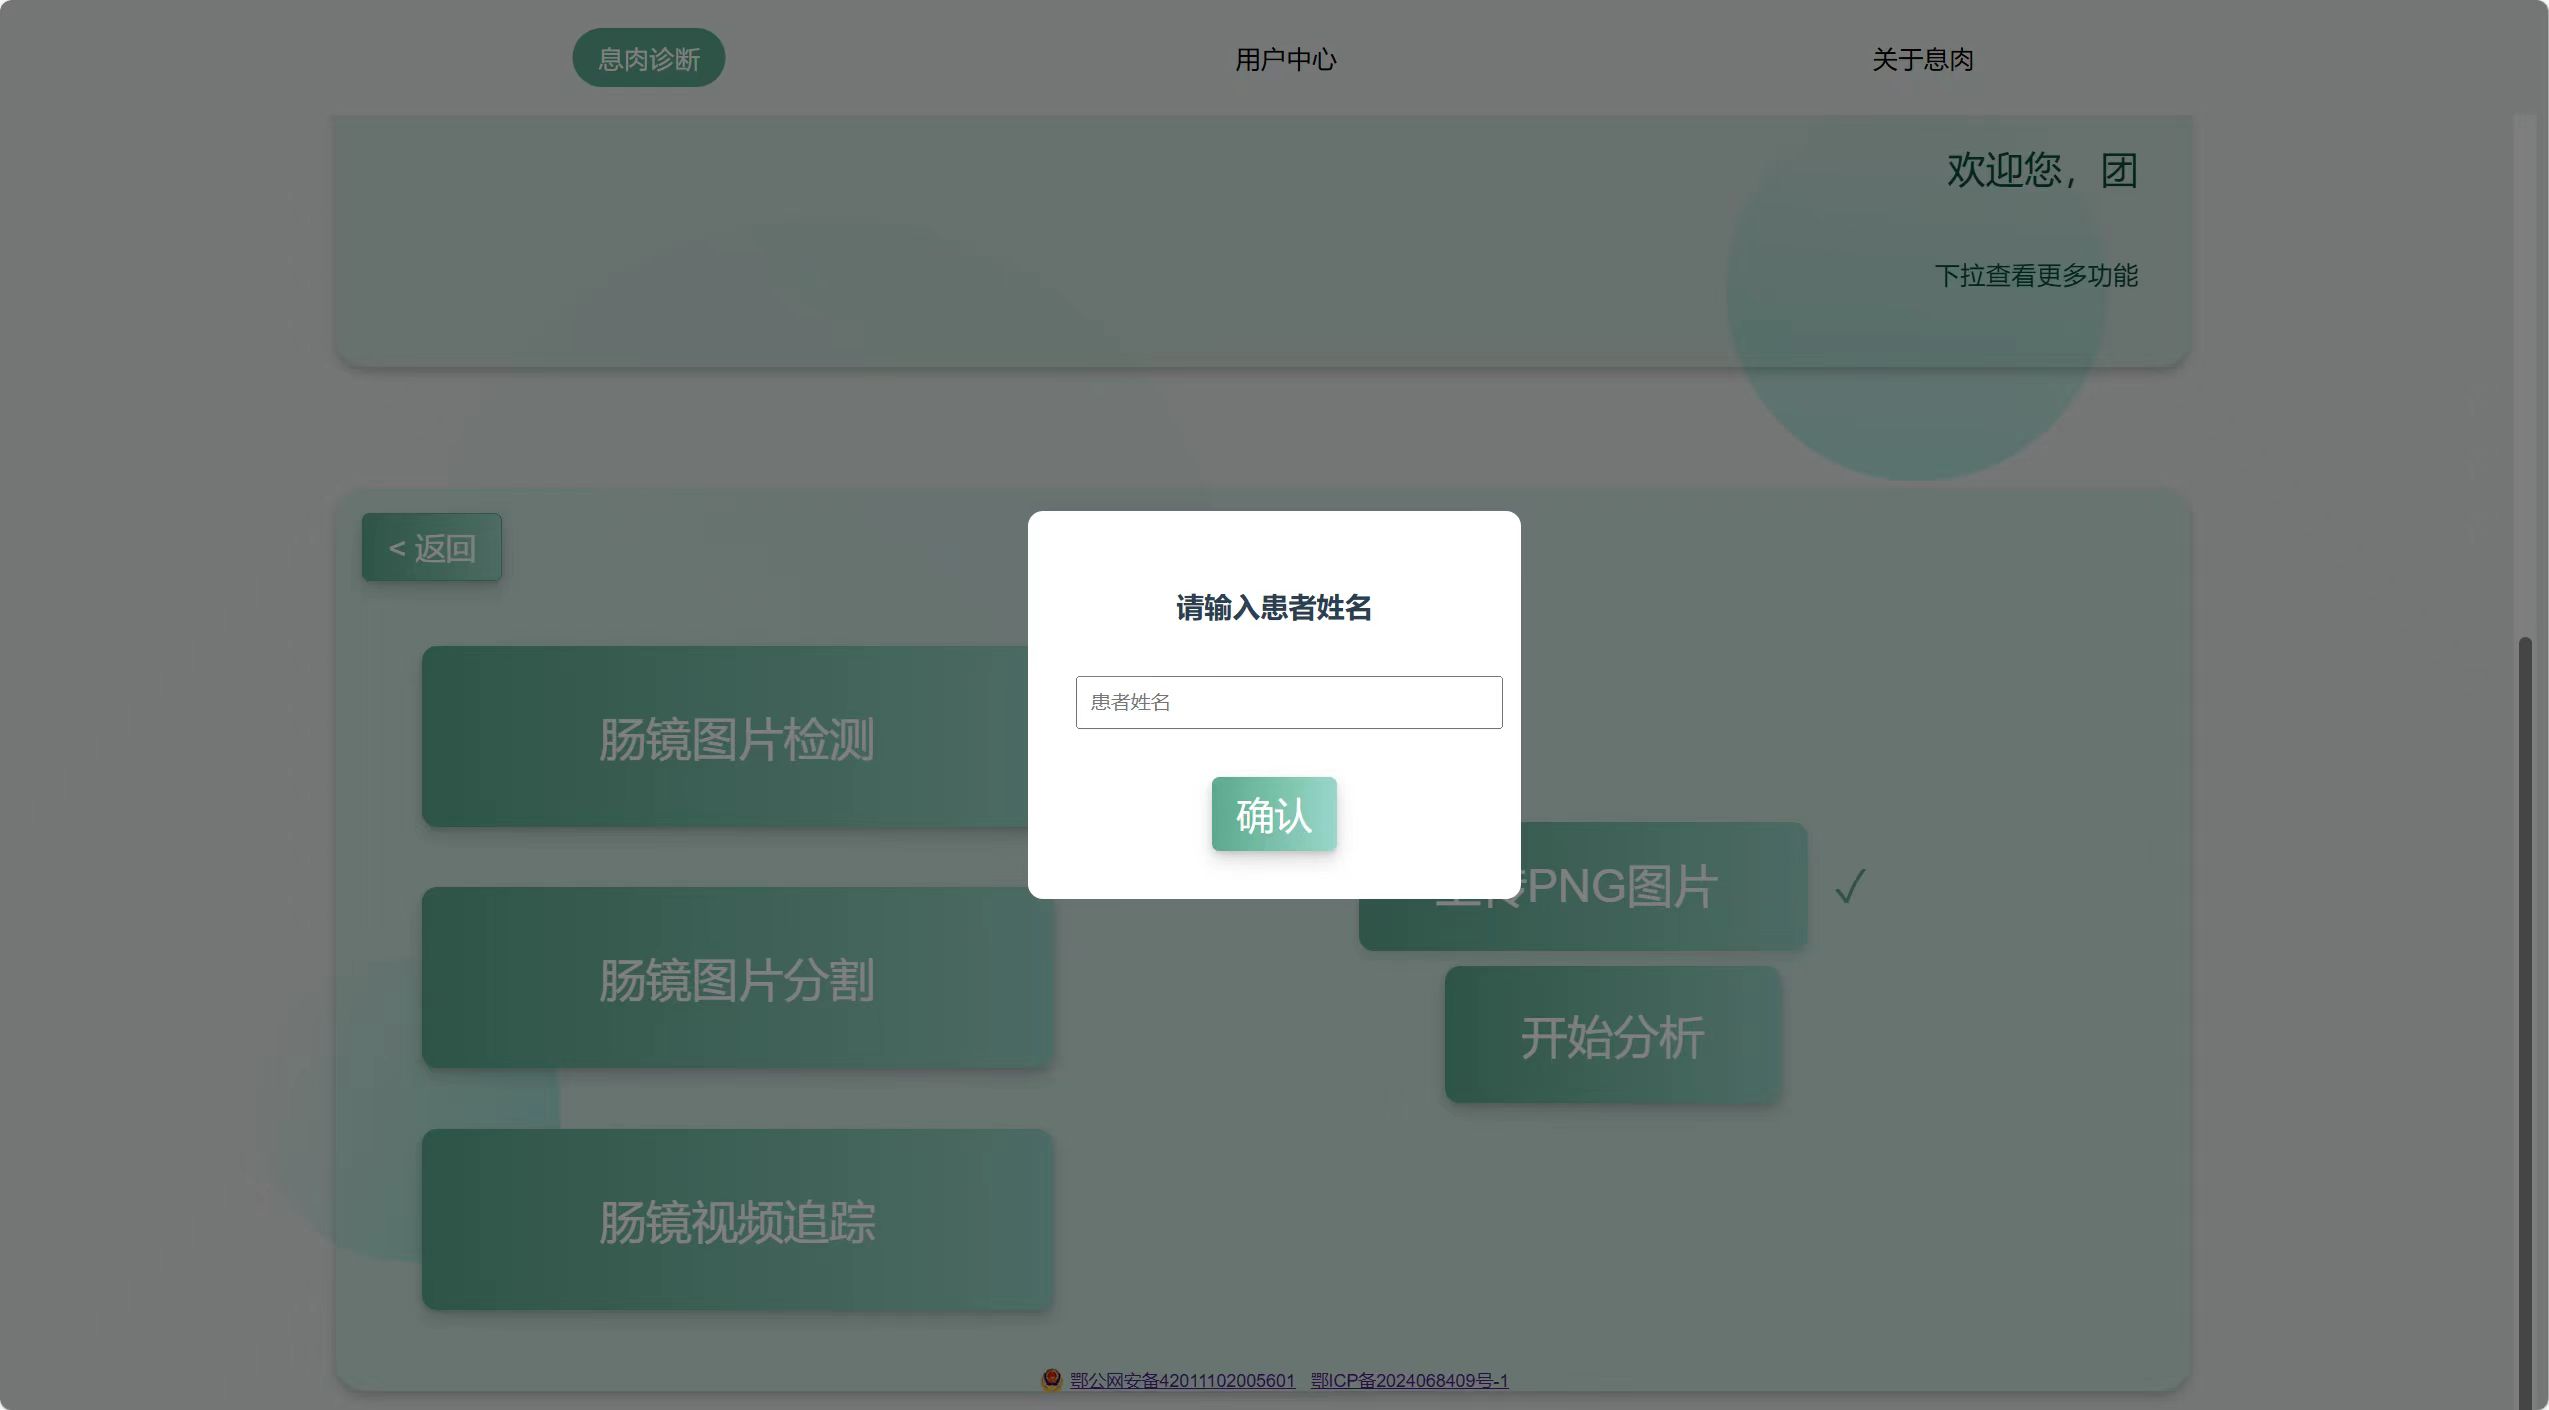 息肉诊断
用户中心
关于息肉
欢迎您，团
下拉查看更多功能
< 返回
请输入患者姓名
患者姓名
确认
肠镜图片检测
肠镜图片分割
肠镜视频追踪
PNG图片 ✓
开始分析
鄂公网安备42011102005601 鄂ICP备2024068409号-1